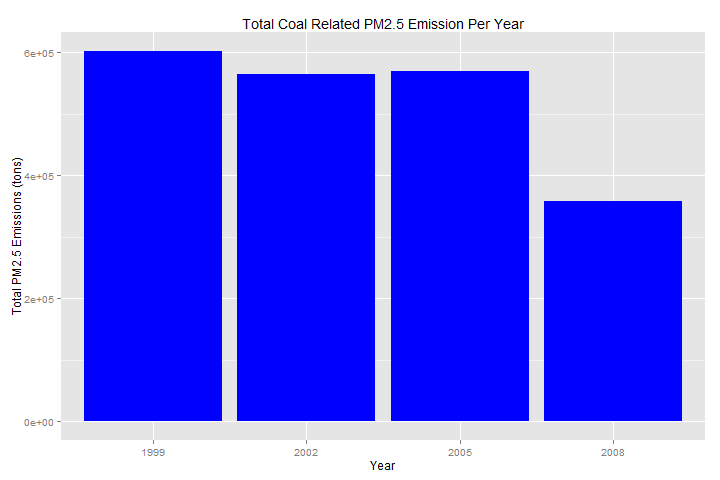 Total Coal Related PM2.5 Emission Per Year
Total PM2.5 Emissions (tons)
6e+05
4e+05
2e+05
0e+00
1999 2002 2005 2008
Year